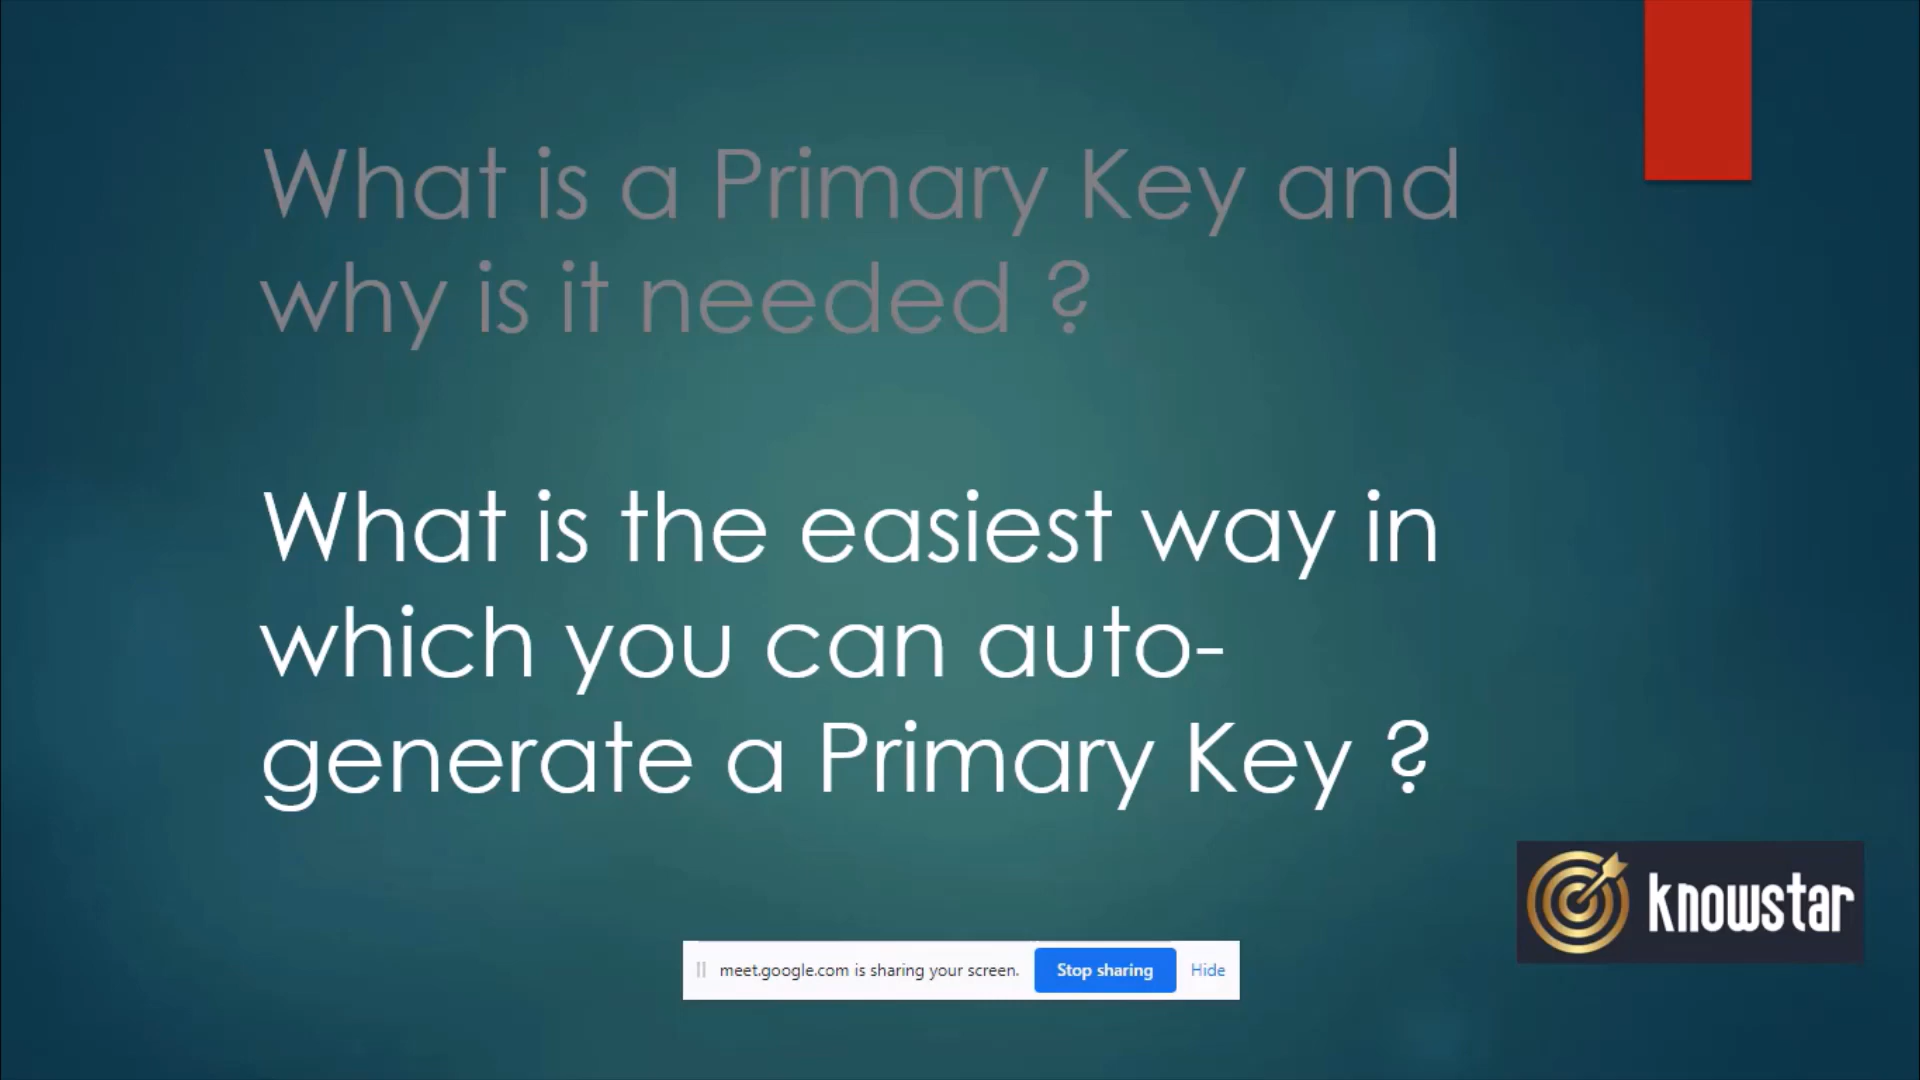 What is a Primary Key and
why is it needed ?
What is the easiest way in
which you can auto-
generate a Primary Key ?
knowstar
meet.google.com is sharing your screen. Stop sharing Hide